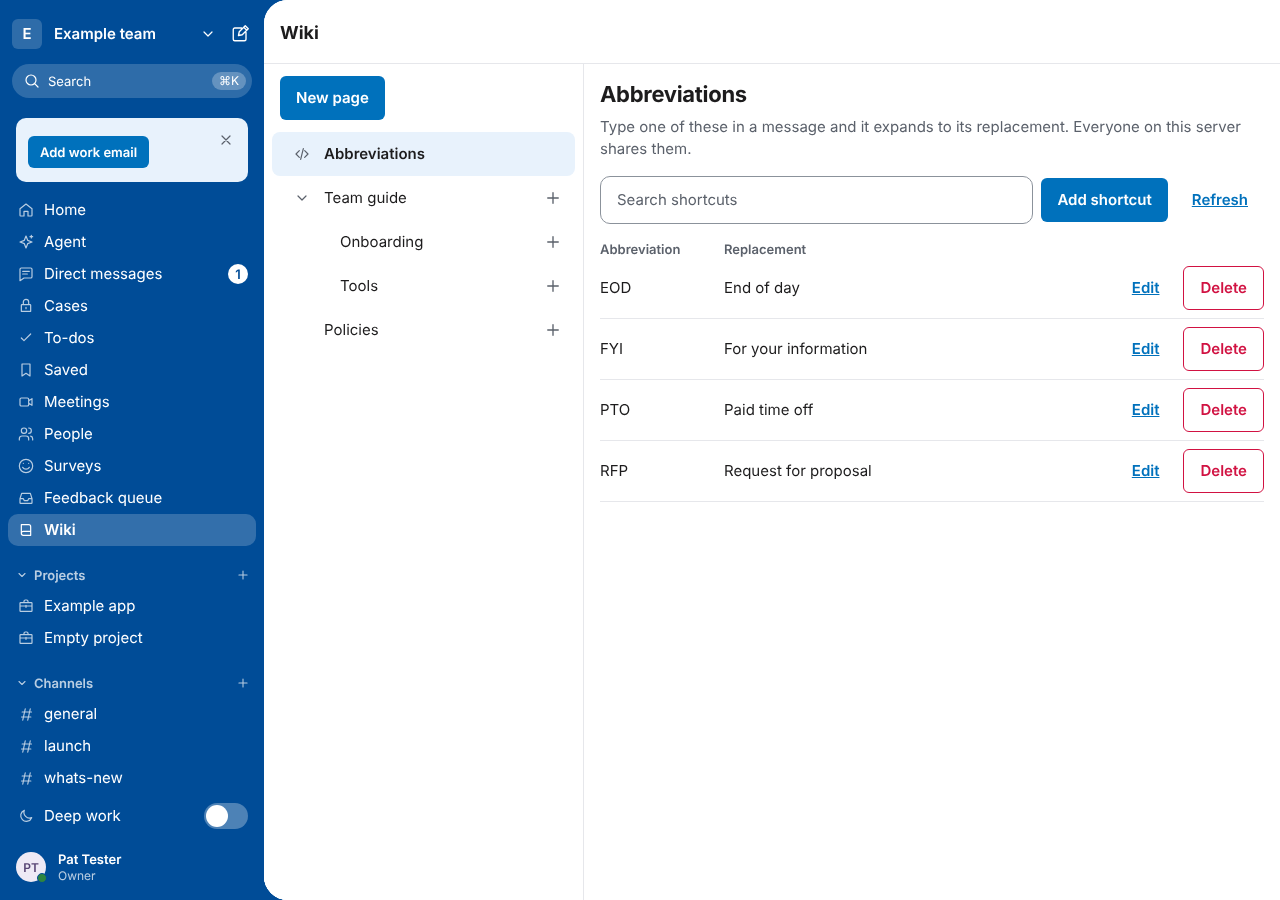 E Example team
Search ⌘K
Add work email
Home
Agent
Direct messages 1
Cases
To-dos
Saved
Meetings
People
Surveys
Feedback queue
Wiki
Projects
Example app
Empty project
Channels
general
launch
whats-new
Deep work
PT Pat Tester
Owner
Wiki
New page
Abbreviations
Team guide
Onboarding
Tools
Policies
Abbreviations
Type one of these in a message and it expands to its replacement. Everyone on this server
shares them.
Search shortcuts Add shortcut Refresh
Abbreviation Replacement
EOD End of day Edit Delete
FYI For your information Edit Delete
PTO Paid time off Edit Delete
RFP Request for proposal Edit Delete